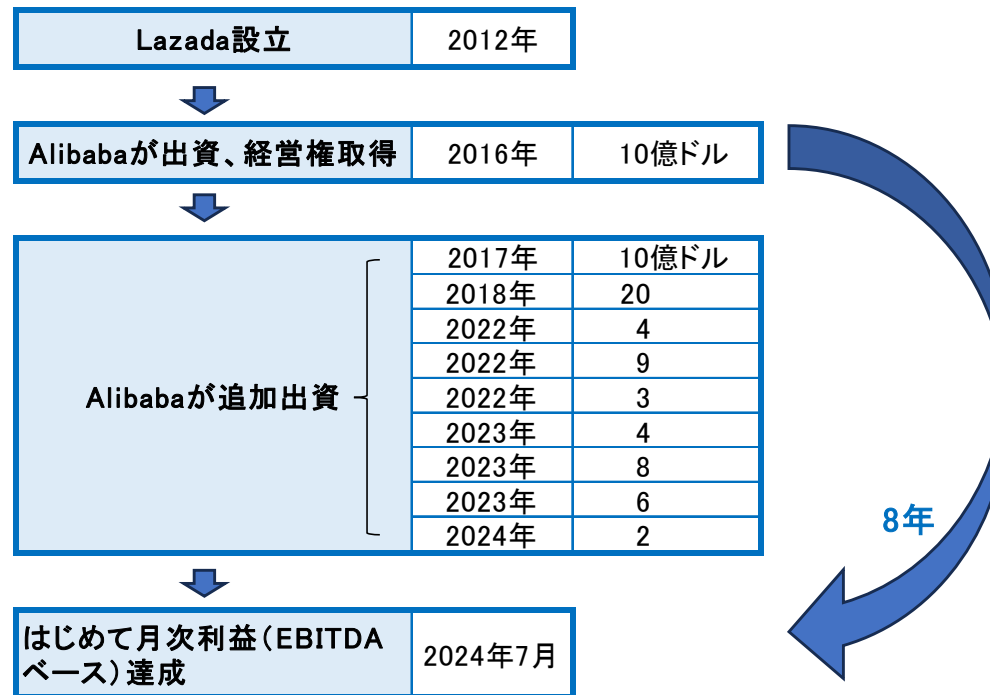 Lazada設立 2012年
Alibabaが出資、経営権取得 2016年 10億ドル
Alibabaが追加出資
2017年 10億ドル
2018年 20
2022年 4
2022年 9
2022年 3
2023年 4
2023年 8
2023年 6
2024年 2
8年
はじめて月次利益(EBITDA
ベース)達成
2024年7月